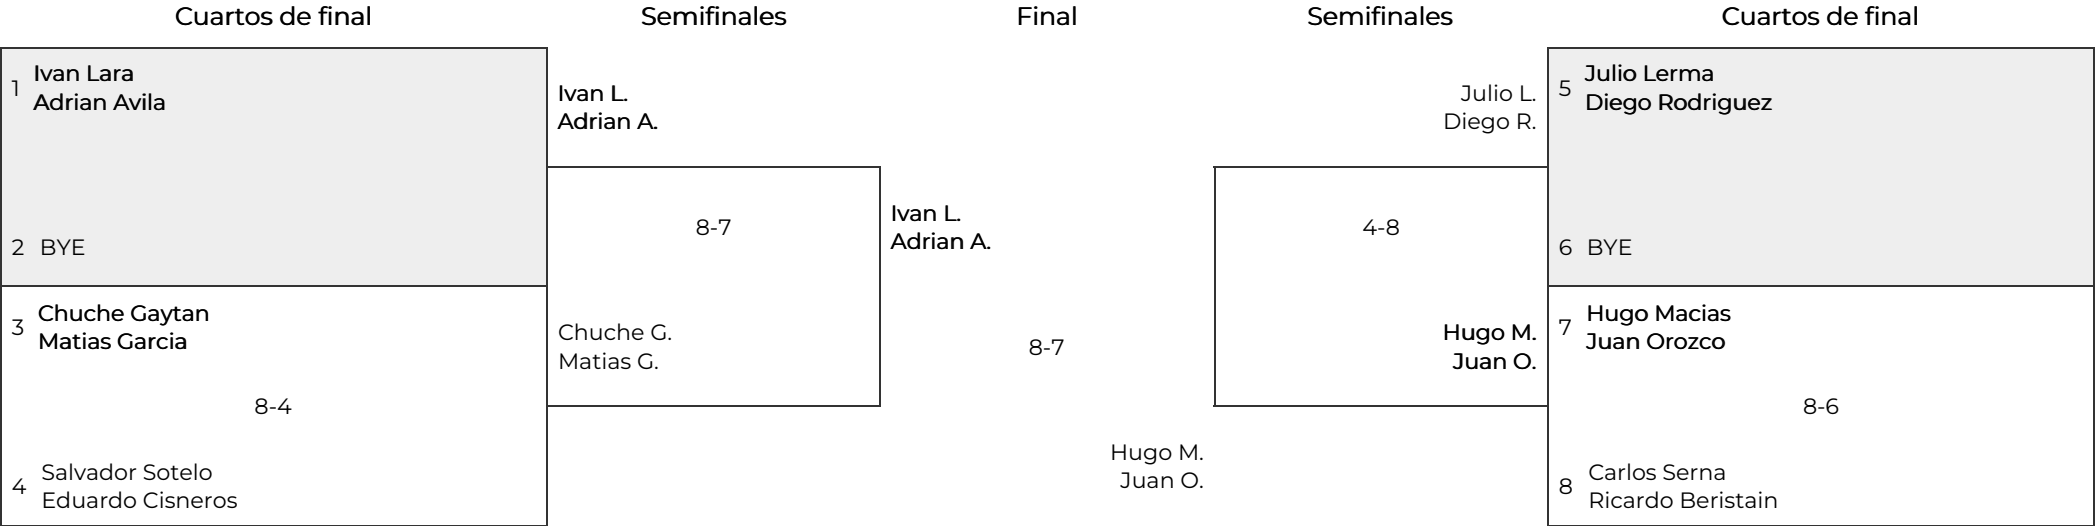 Cuartos de final
Semifinales
Final
Semifinales
Cuartos de final
1
Ivan Lara
Adrian Avila
2 BYE
3
Chuche Gaytan
Matias Garcia
8-4
4
Salvador Sotelo
Eduardo Cisneros
Ivan L.
Adrian A.
8-7
Chuche G.
Matias G.
Ivan L.
Adrian A.
8-7
Hugo M.
Juan O.
Julio L.
Diego R.
4-8
Hugo M.
Juan O.
5
Julio Lerma
Diego Rodriguez
6 BYE
7
Hugo Macias
Juan Orozco
8-6
8
Carlos Serna
Ricardo Beristain